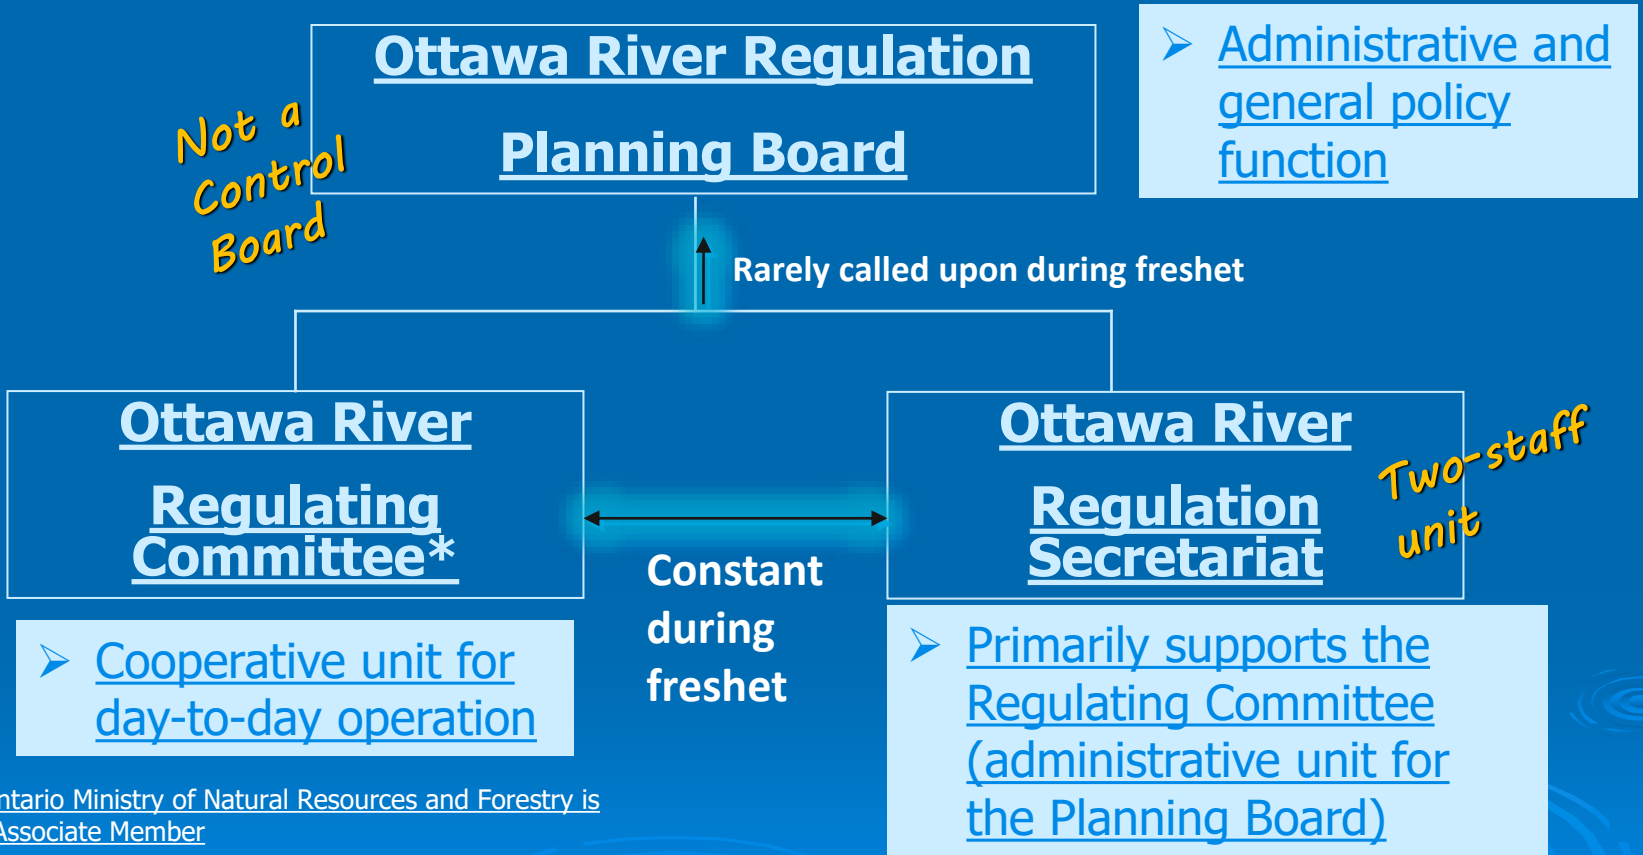 Ottawa River Regulation
Planning Board
➢ Administrative and
general policy
function
Not a
Control
Board
Rarely called upon during freshet
Ottawa River
Regulating
Committee*
Ottawa River
Regulation
Secretariat
Two-staff
unit
Constant
during
freshet
➢ Cooperative unit for
day-to-day operation
➢ Primarily supports the
Regulating Committee
(administrative unit for
the Planning Board)
ntario Ministry of Natural Resources and Forestry is
Associate Member